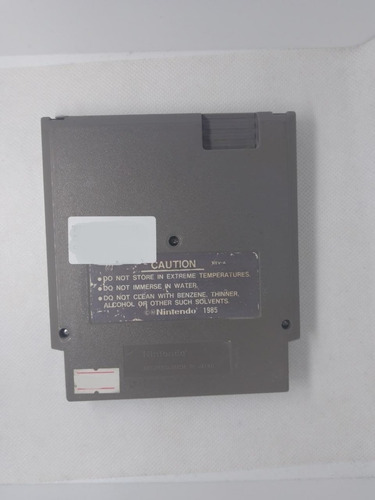 CAUTION
•DO NOT STORE IN EXTREME TEMPERATURES.
•DO NOT IMMERSE IN WATER.
•DO NOT CLEAN WITH BENZENE, THINNER,
ALCOHOL OR OTHER SUCH SOLVENTS.
©Nintendo 1985
Nintendo